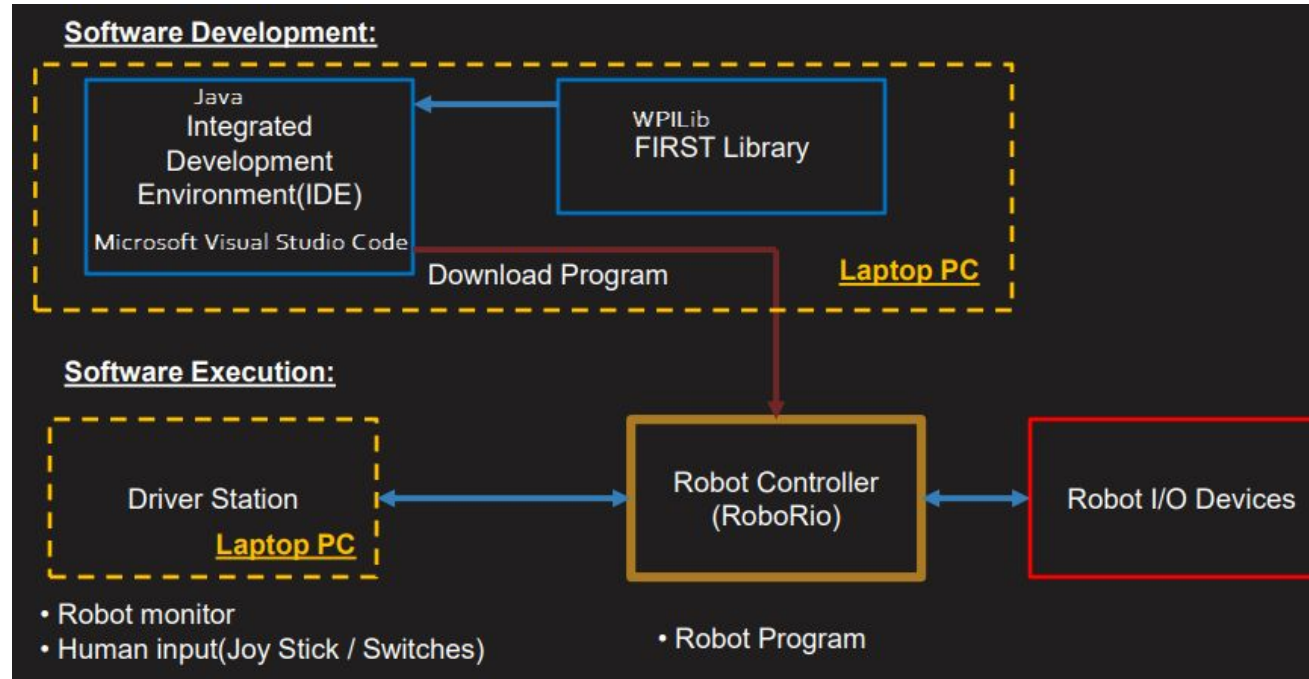 Software Development:
Java
Integrated
Development
Environment(IDE)
Microsoft Visual Studio Code
WPILib
FIRST Library
Download Program
Laptop PC
Software Execution:
Driver Station
Laptop PC
Robot Controller
(RoboRio)
Robot I/O Devices
• Robot monitor
• Human input(Joy Stick / Switches)
• Robot Program